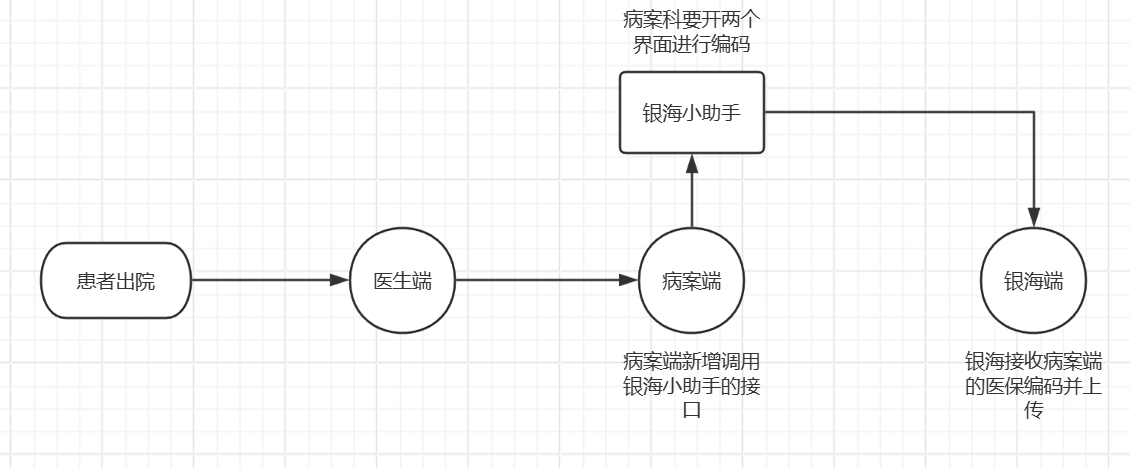 病案科要开两个
界面进行编码
银海小助手
患者出院
医生端
病案端
银海端
病案端新增调用
银海小助手的接
口
银海接收病案端
的医保编码并上
传